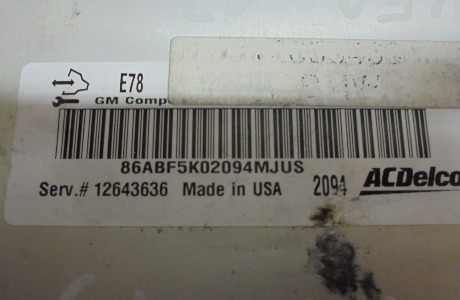 E78
GM Comp
86ABF5K02094MJUS
Serv.# 12643636 Made in USA 2094 ACDelco